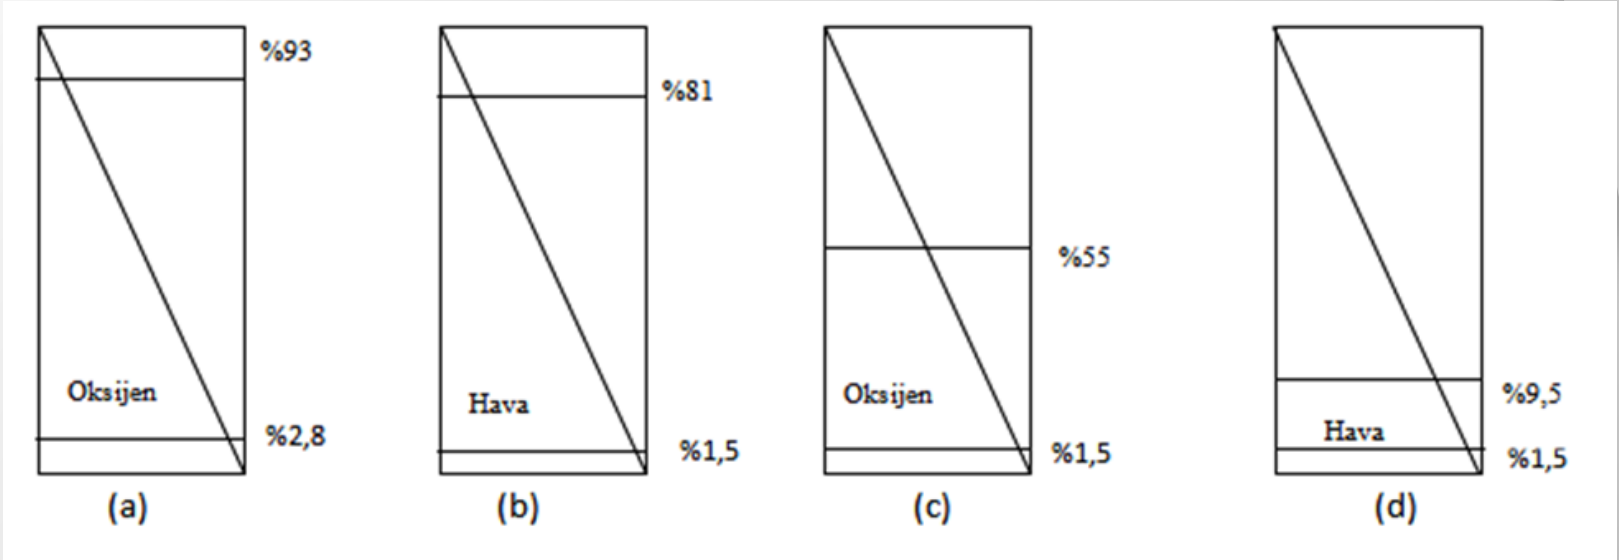 %93
%81
%55
Oksijen
Hava
Oksijen
%9,5
Hava
%2,8
%1,5
%1,5
%1,5
(a)
(b)
(c)
(d)